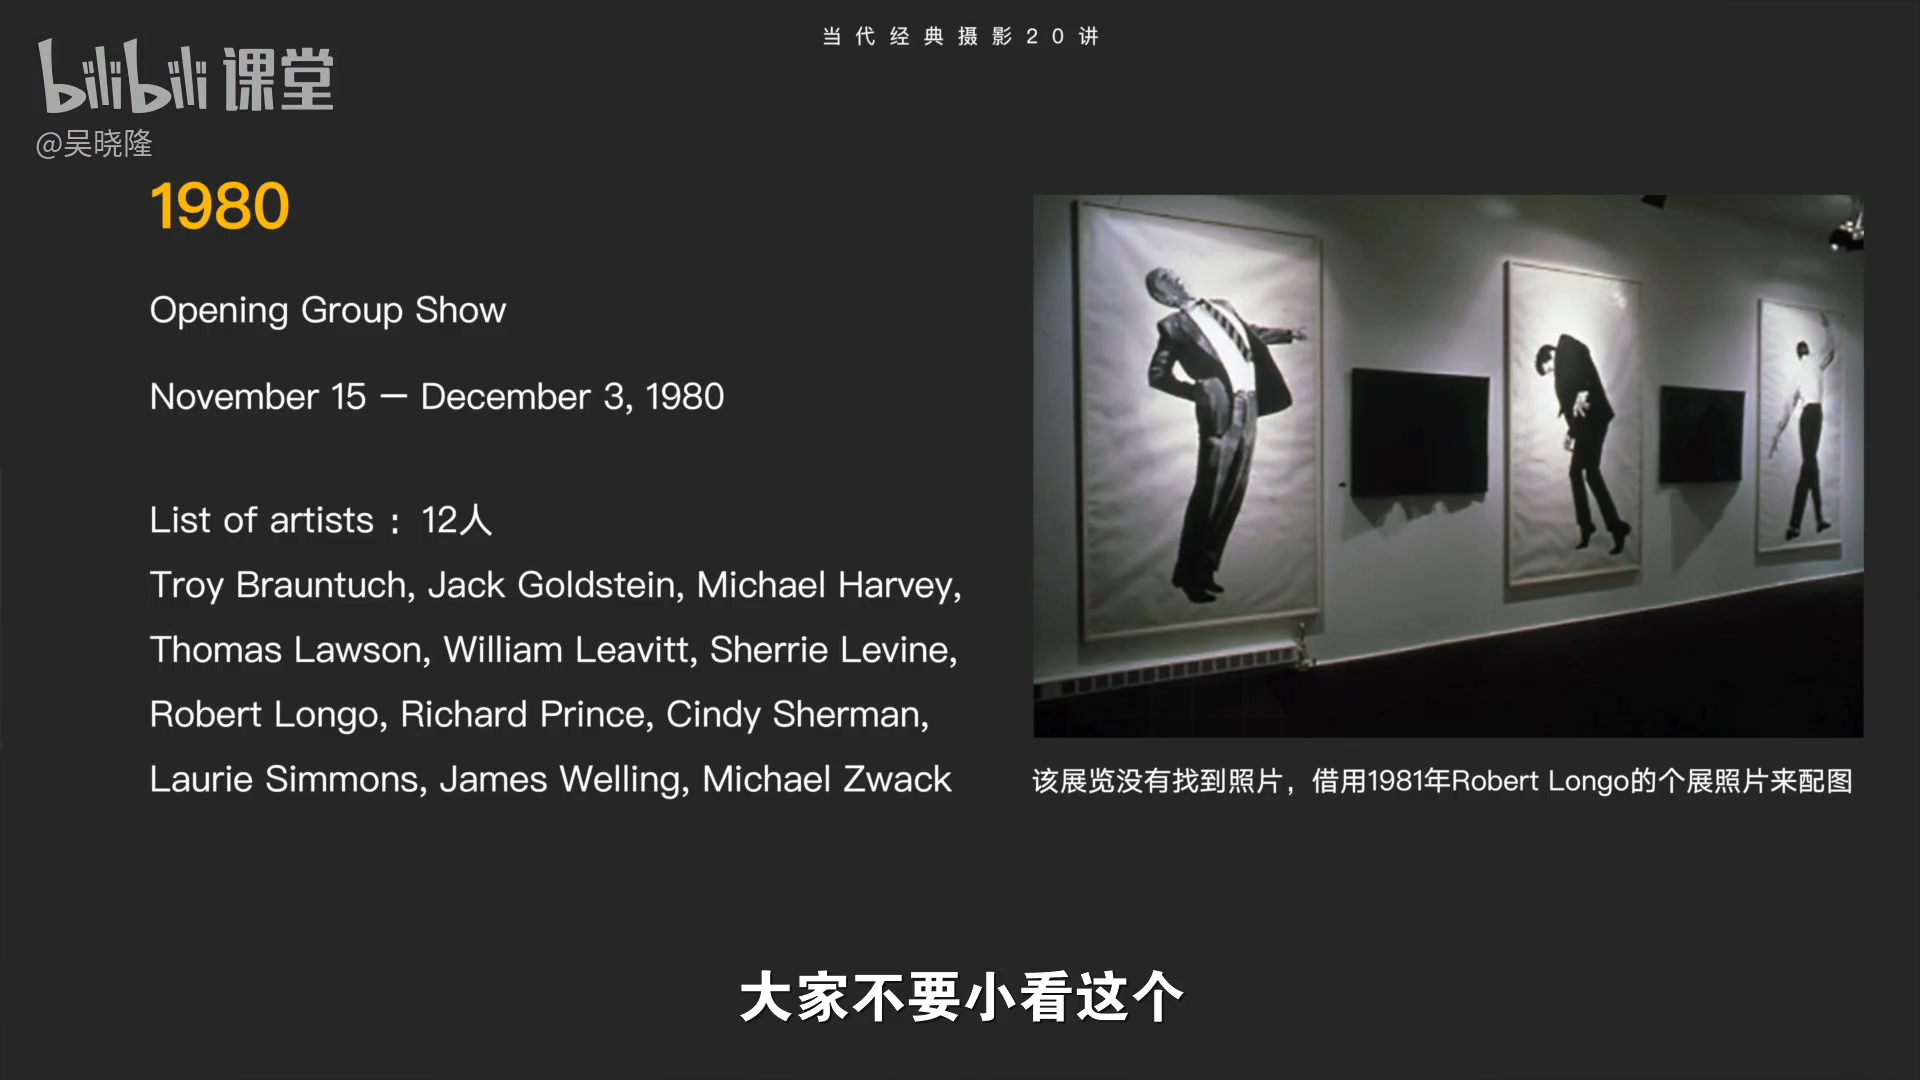 当代经典摄影20讲
bilibili 课堂
@吴晓隆
1980
Opening Group Show
November 15 — December 3, 1980
List of artists ：12人
Troy Brauntuch, Jack Goldstein, Michael Harvey,
Thomas Lawson, William Leavitt, Sherrie Levine,
Robert Longo, Richard Prince, Cindy Sherman,
Laurie Simmons, James Welling, Michael Zwack
该展览没有找到照片，借用1981年Robert Longo的个展照片来配图
大家不要小看这个